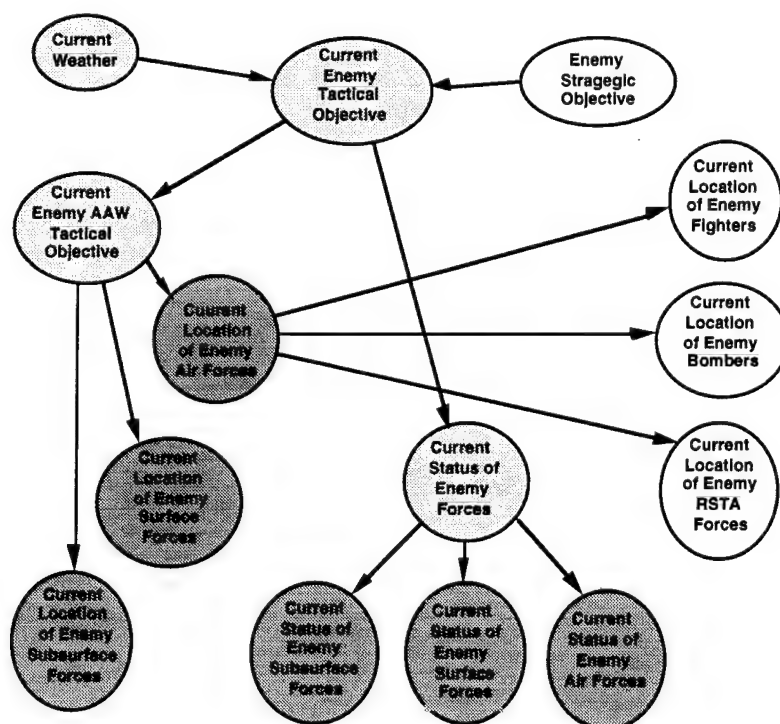 Current
Weather
Current
Enemy
Tactical
Objective
Enemy
Stragegic
Objective
Current
Enemy AAW
Tactical
Objective
Current
Location
of Enemy
Fighters
Cuurent
Location
of Enemy
Air Forces
Current
Location
of Enemy
Bombers
Current
Location
of Enemy
Surface
Forces
Current
Status of
Enemy
Forces
Current
Location
of Enemy
RSTA
Forces
Current
Location
of Enemy
Subsurface
Forces
Current
Status of
Enemy
Subsurface
Forces
Current
Status of
Enemy
Surface
Forces
Current
Status of
Enemy
Air Forces